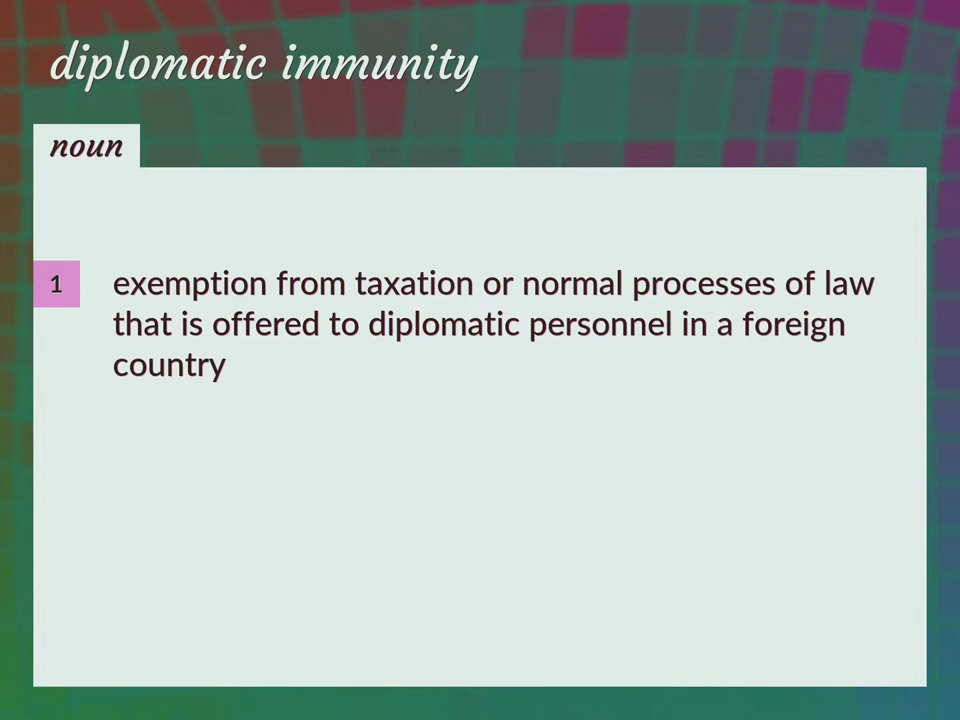 diplomatic immunity
noun
1
exemption from taxation or normal processes of law
that is offered to diplomatic personnel in a foreign
country